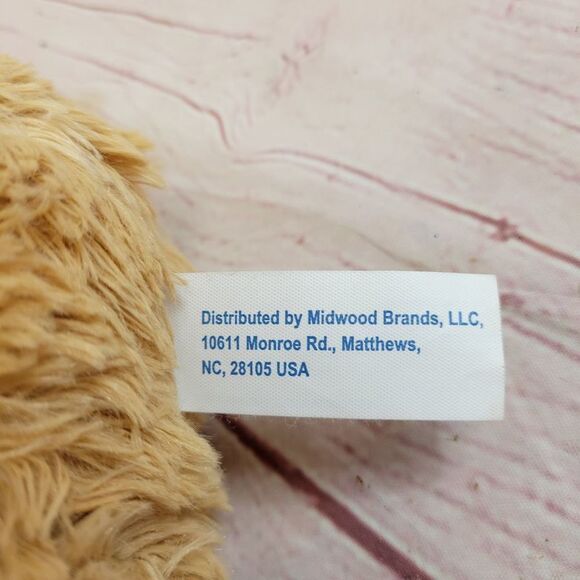 Distributed by Midwood Brands, LLC,
10611 Monroe Rd., Matthews,
NC, 28105 USA